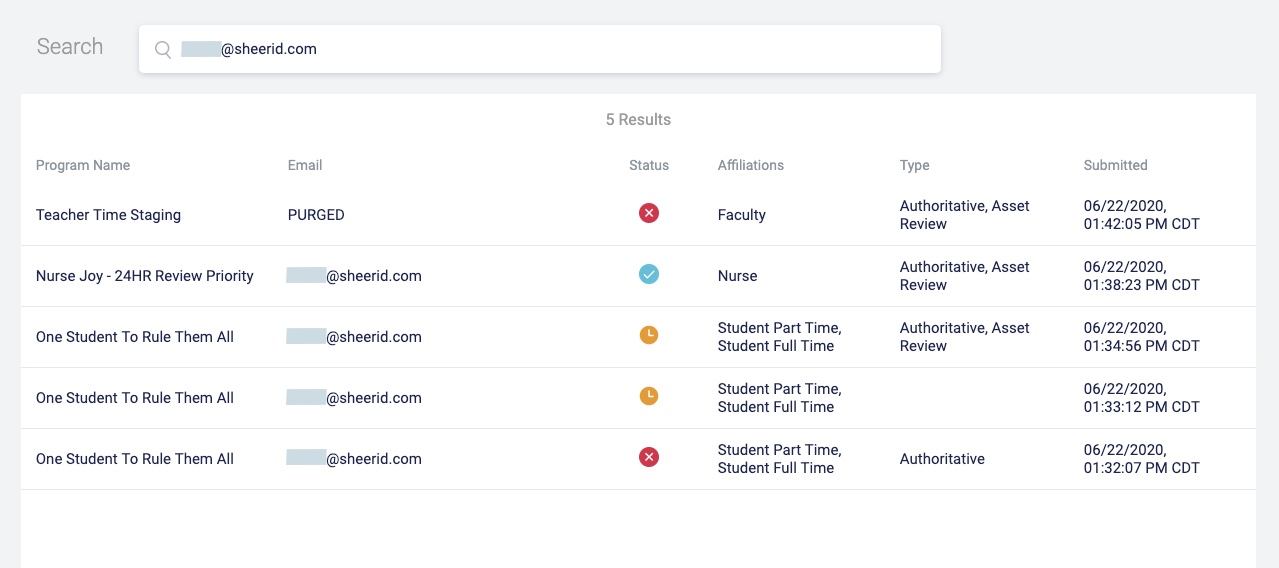 Search
@sheerid.com
5 Results
Program Name Email Status Affiliations Type Submitted
Teacher Time Staging PURGED Faculty Authoritative, Asset Review 06/22/2020, 01:42:05 PM CDT
Nurse Joy - 24HR Review Priority @sheerid.com Nurse Authoritative, Asset Review 06/22/2020, 01:38:23 PM CDT
One Student To Rule Them All @sheerid.com Student Part Time, Student Full Time Authoritative, Asset Review 06/22/2020, 01:34:56 PM CDT
One Student To Rule Them All @sheerid.com Student Part Time, Student Full Time 06/22/2020, 01:33:12 PM CDT
One Student To Rule Them All @sheerid.com Student Part Time, Student Full Time Authoritative 06/22/2020, 01:32:07 PM CDT